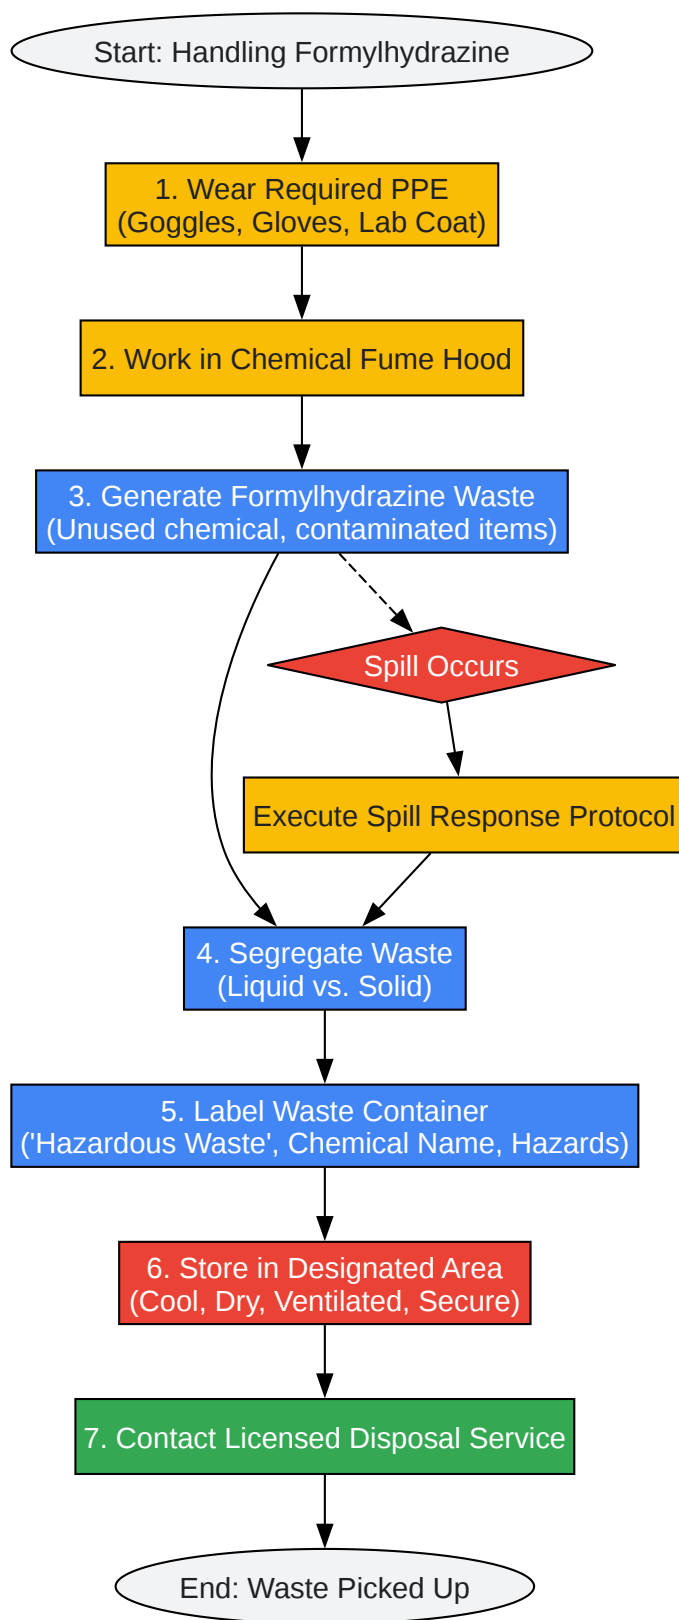 Start: Handling Formylhydrazine
1. Wear Required PPE
(Goggles, Gloves, Lab Coat)
2. Work in Chemical Fume Hood
3. Generate Formylhydrazine Waste
(Unused chemical, contaminated items)
Spill Occurs
Execute Spill Response Protocol
4. Segregate Waste
(Liquid vs. Solid)
5. Label Waste Container
('Hazardous Waste', Chemical Name, Hazards)
6. Store in Designated Area
(Cool, Dry, Ventilated, Secure)
7. Contact Licensed Disposal Service
End: Waste Picked Up